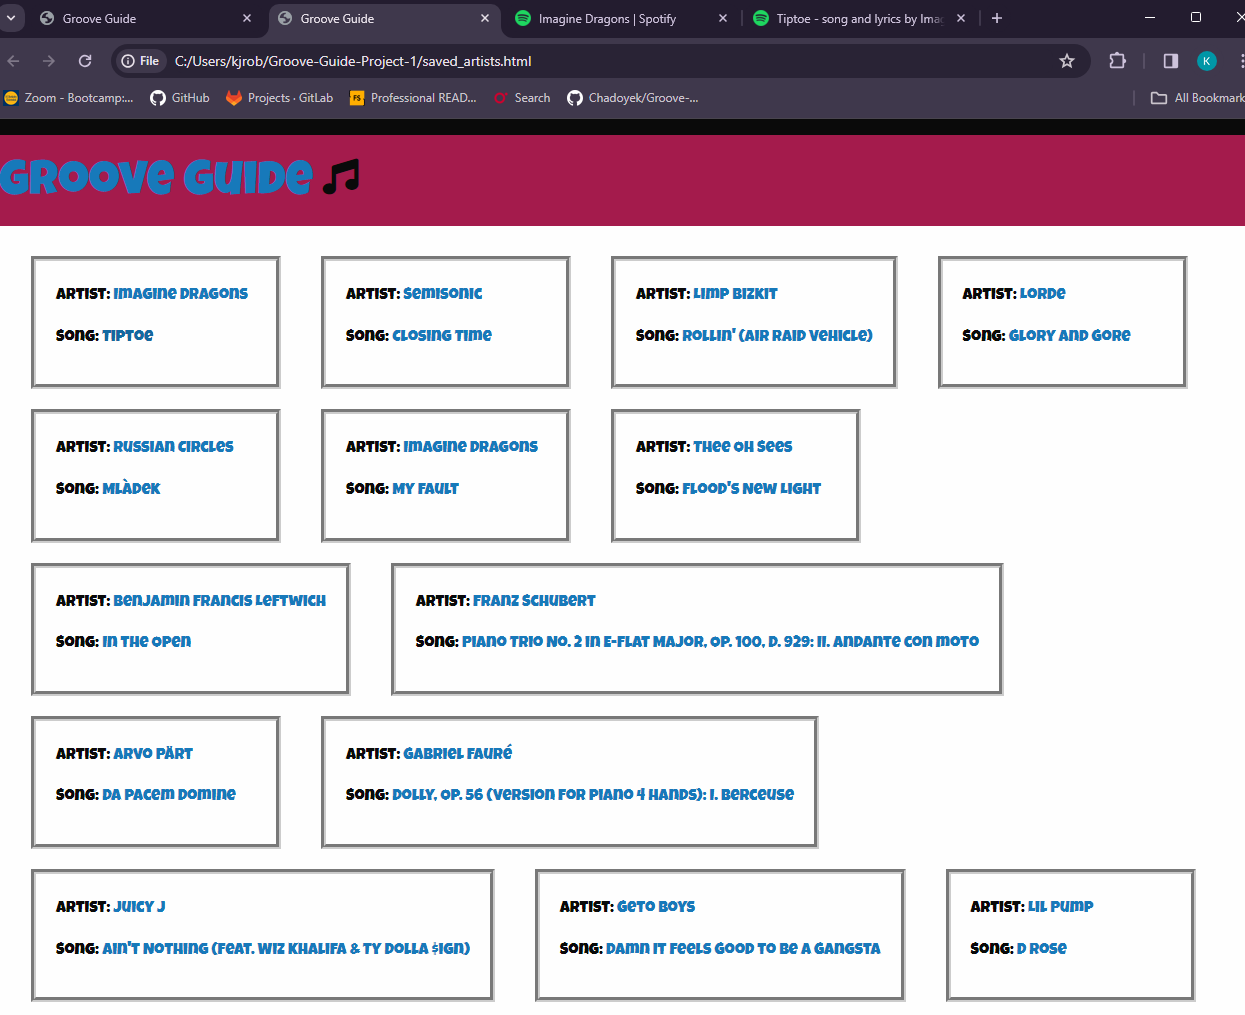 Groove Guide
Groove Guide
Imagine Dragons | Spotify
Tiptoe - song and lyrics by Imag
File
C:/Users/kjrob/Groove-Guide-Project-1/saved_artists.html
K
Zoom - Bootcamp:...
GitHub
Projects · GitLab
FS
Professional READ...
Search
Chadoyek/Groove-...
All Bookmark
Groove Guide
Artist: Imagine Dragons
Song: Tiptoe
Artist: Semisonic
Song: Closing Time
Artist: Limp Bizkit
Song: Rollin' (Air Raid Vehicle)
Artist: Lorde
Song: Glory And Gore
Artist: Russian Circles
Song: Mlàdek
Artist: Imagine Dragons
Song: My Fault
Artist: Thee Oh Sees
Song: Flood's New Light
Artist: Benjamin Francis Leftwich
Song: In The Open
Artist: Franz Schubert
Song: Piano Trio No. 2 in E-Flat Major, Op. 100, D. 929: II. Andante con moto
Artist: Arvo Pärt
Song: Da Pacem Domine
Artist: Gabriel Fauré
Song: Dolly, Op. 56 (Version for Piano 4 Hands): I. Berceuse
Artist: Juicy J
Song: Ain't Nothing (feat. Wiz Khalifa & Ty Dolla $ign)
Artist: Geto Boys
Song: Damn It Feels Good To Be A Gangsta
Artist: Lil Pump
Song: D Rose